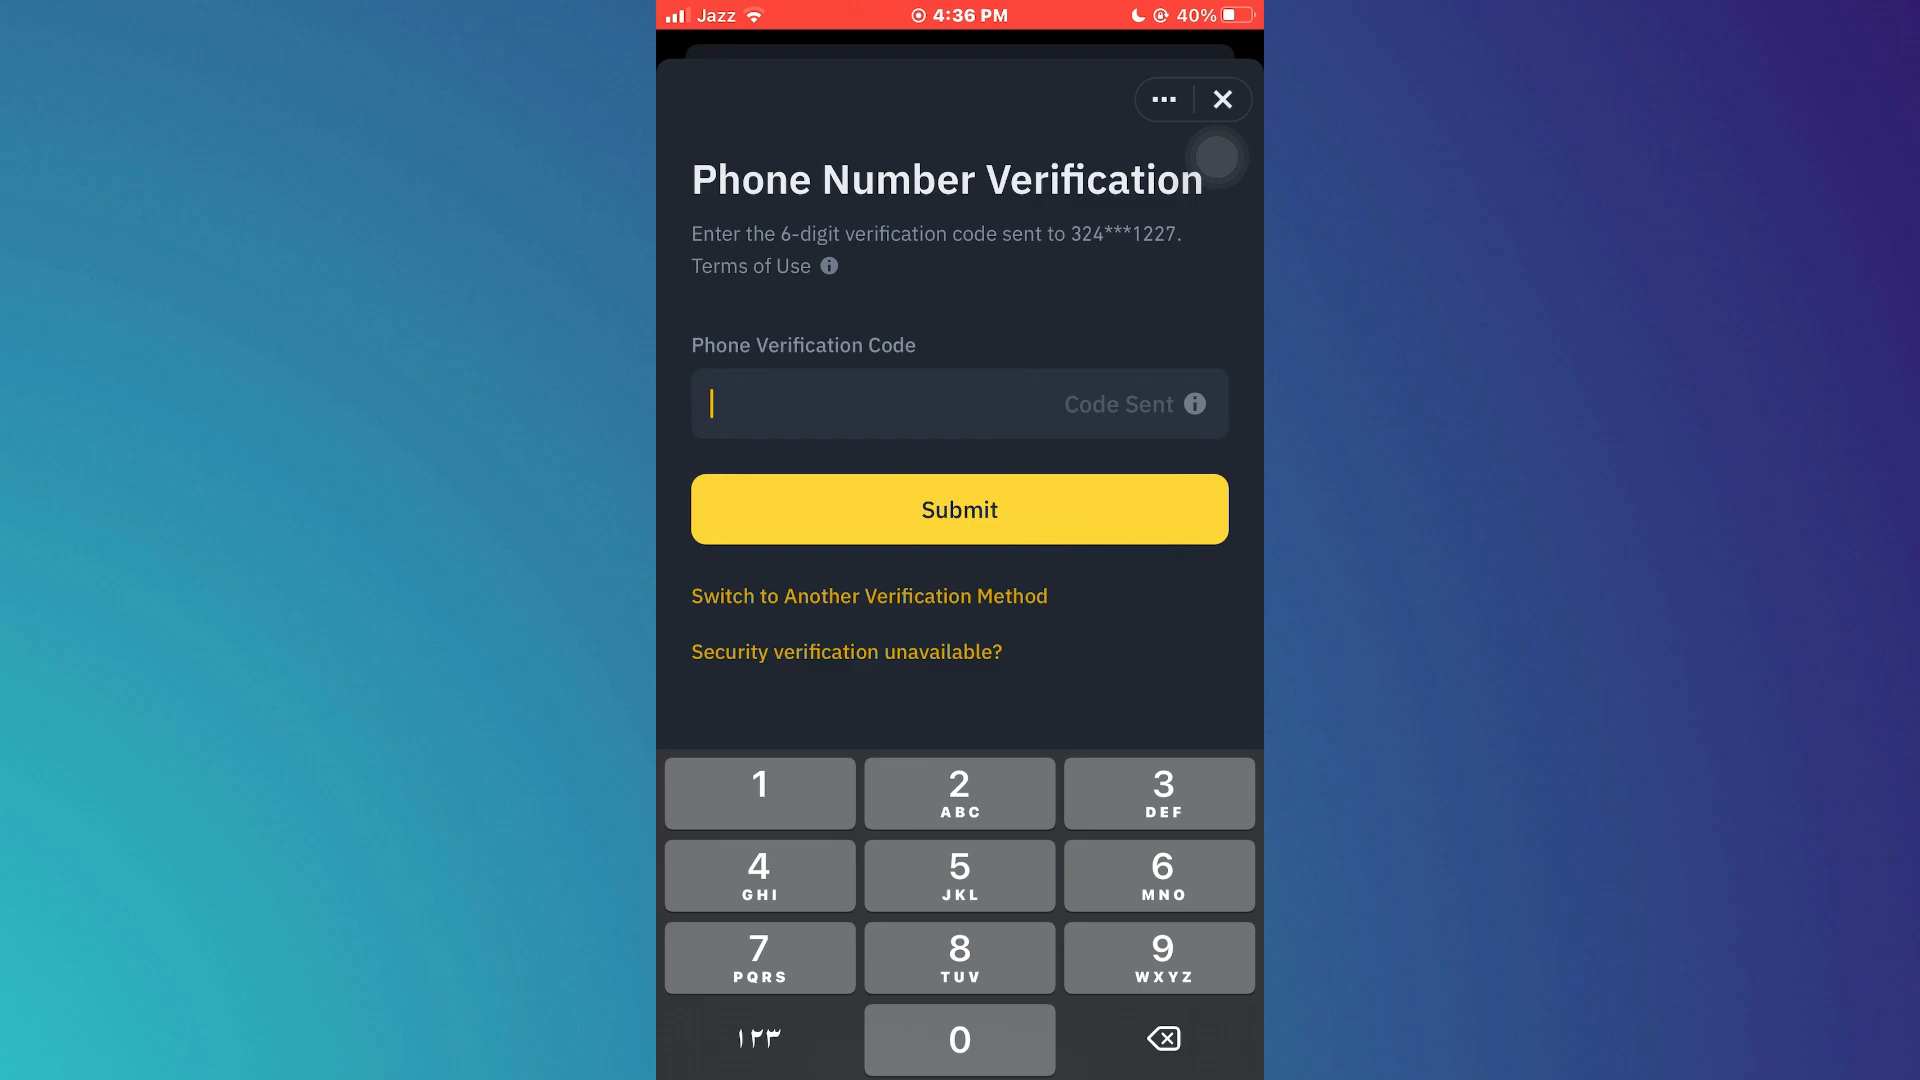 Jazz 4:36 PM 40%
Phone Number Verification
Enter the 6-digit verification code sent to 324***1227.
Terms of Use
Phone Verification Code
Code Sent
Submit
Switch to Another Verification Method
Security verification unavailable?
1 2 3
ABC DEF
4 5 6
GHI JKL MNO
7 8 9
PQRS TUV WXYZ
۱۲۳ 0